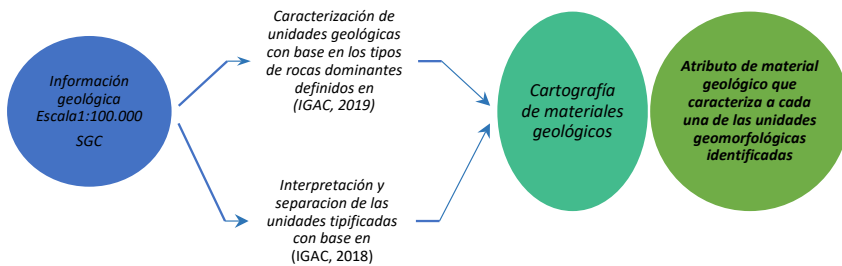 Información
geológica
Escala1:100.000
SGC
Caracterización de
unidades geológicas
con base en los tipos
de rocas dominantes
definidos en
(IGAC, 2019)
Interpretación y
separacion de las
unidades tipificadas
con base en
(IGAC, 2018)
Cartografía
de materiales
geológicos
Atributo de material
geológico que
caracteriza a cada
una de las unidades
geomorfológicas
identificadas